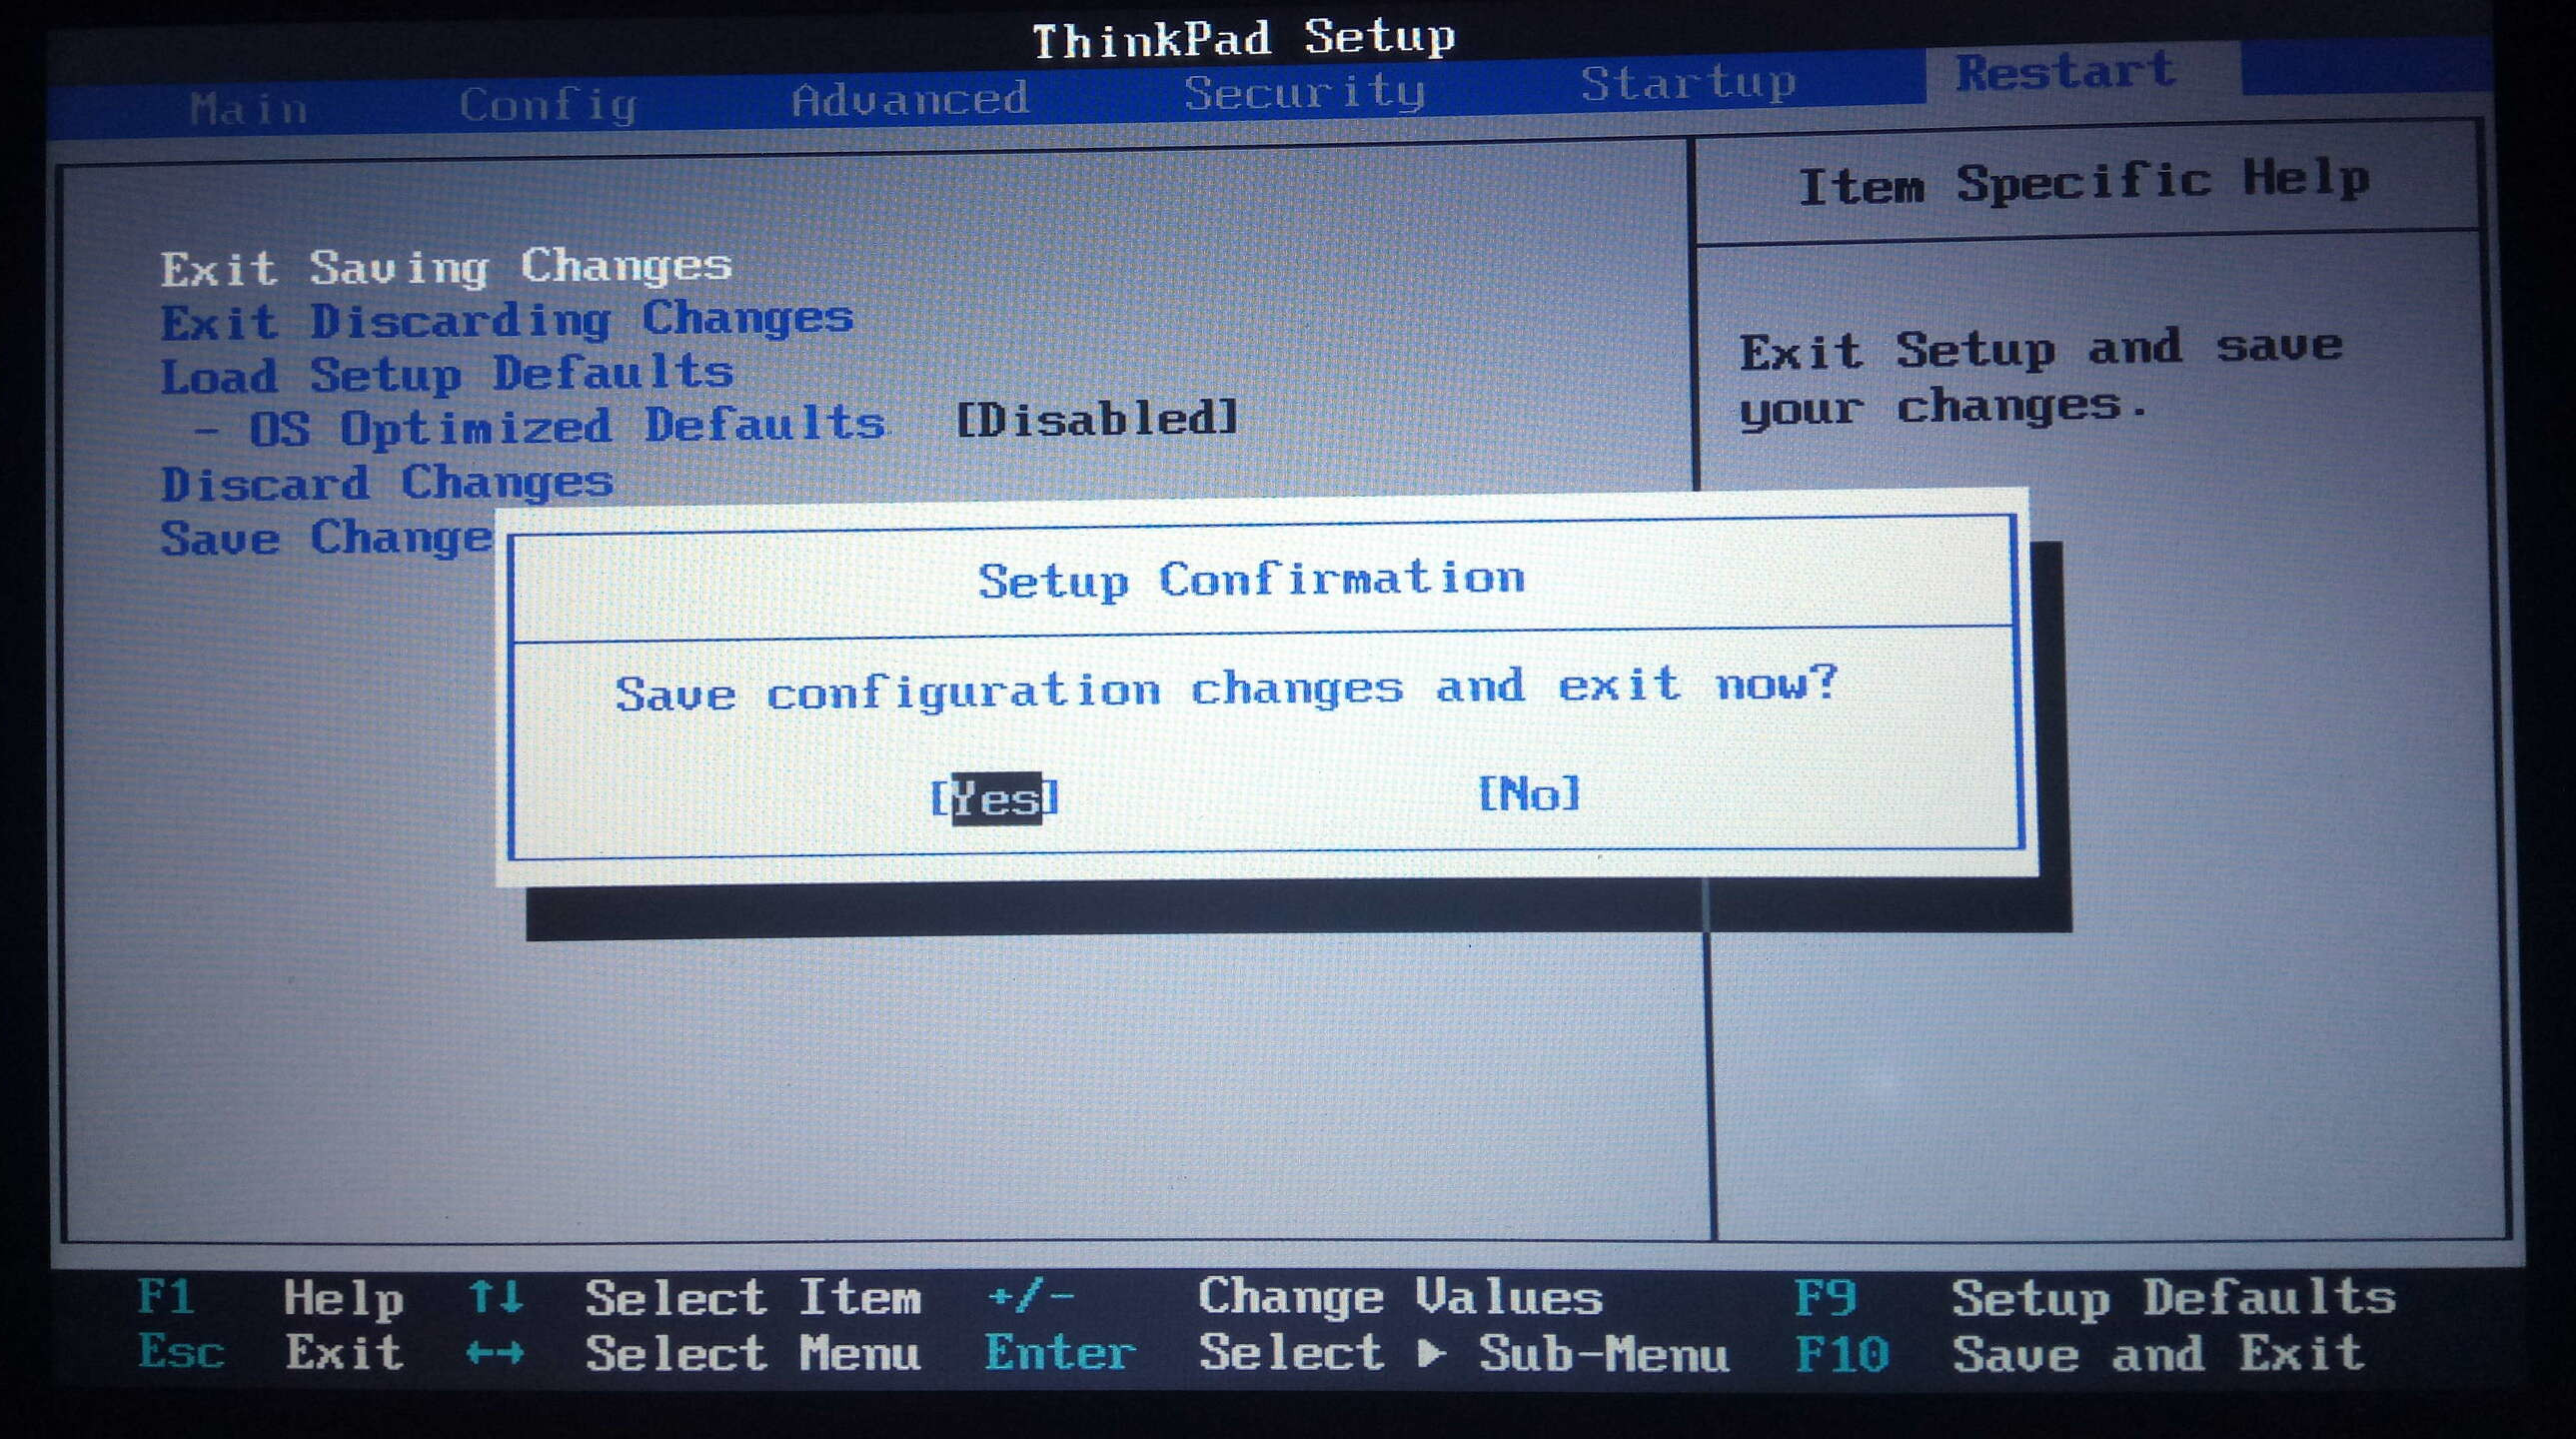 ThinkPad Setup
Main Config Advanced Security Startup Restart
Item Specific Help
Exit Saving Changes
Exit Discarding Changes
Load Setup Defaults
- OS Optimized Defaults [Disabled]
Discard Changes
Save Change
Exit Setup and save
your changes.
Setup Confirmation
Save configuration changes and exit now?
[Yes] [No]
F1 Help ↑↓ Select Item +/- Change Values F9 Setup Defaults
Esc Exit ←→ Select Menu Enter Select ▶ Sub-Menu F10 Save and Exit